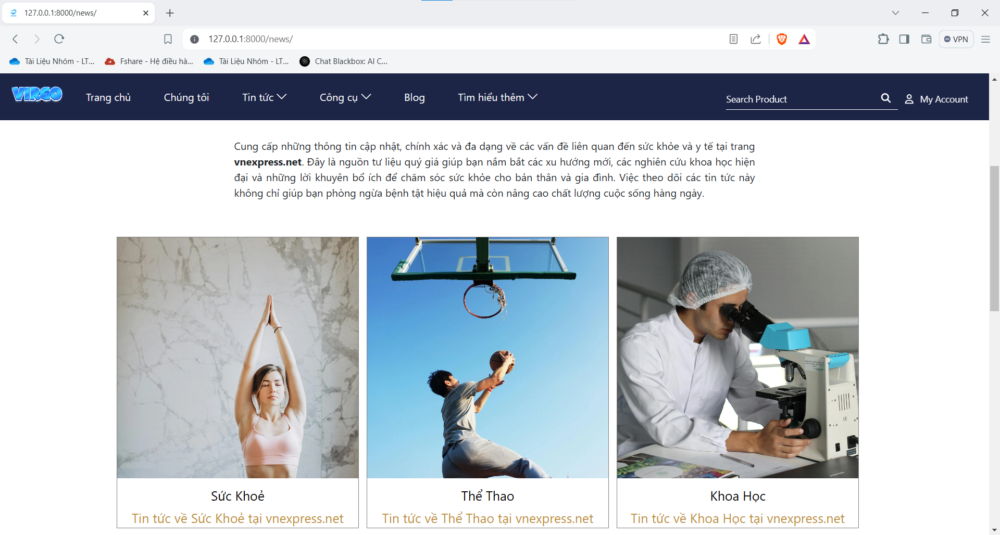 127.0.0.1:8000/news/
127.0.0.1:8000/news/
VPN
Tài Liệu Nhóm - LT...
Fshare - Hệ điều hà...
Tài Liệu Nhóm - LT...
Chat Blackbox: AI C...
VIRGO
Trang chủ
Chúng tôi
Tin tức
Công cụ
Blog
Tìm hiểu thêm
Search Product
My Account
Cung cấp những thông tin cập nhật, chính xác và đa dạng về các vấn đề liên quan đến sức khỏe và y tế tại trang
vnexpress.net. Đây là nguồn tư liệu quý giá giúp bạn nắm bắt các xu hướng mới, các nghiên cứu khoa học hiện
đại và những lời khuyên bổ ích để chăm sóc sức khỏe cho bản thân và gia đình. Việc theo dõi các tin tức này
không chỉ giúp bạn phòng ngừa bệnh tật hiệu quả mà còn nâng cao chất lượng cuộc sống hàng ngày.
Sức Khoẻ
Tin tức về Sức Khoẻ tại vnexpress.net
Thể Thao
Tin tức về Thể Thao tại vnexpress.net
Khoa Học
Tin tức về Khoa Học tại vnexpress.net